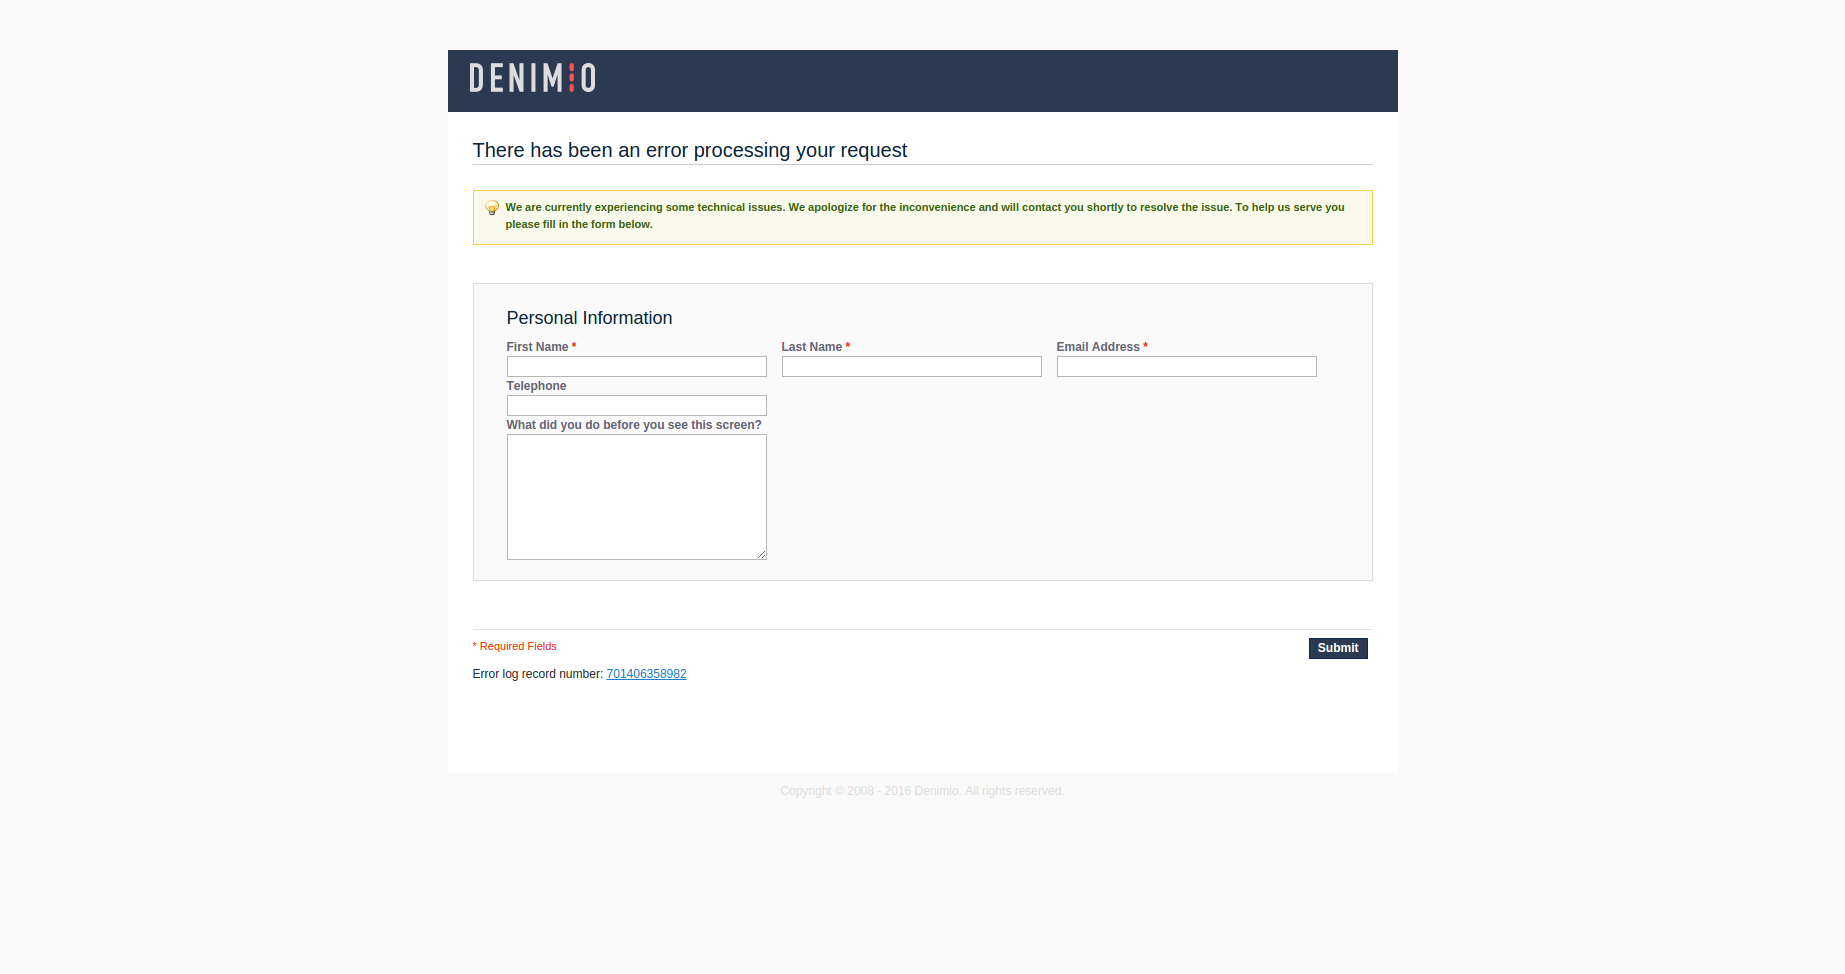 DENIMIO
There has been an error processing your request
We are currently experiencing some technical issues. We apologize for the inconvenience and will contact you shortly to resolve the issue. To help us serve you
please fill in the form below.
Personal Information
First Name * Last Name * Email Address *
Telephone
What did you do before you see this screen?
* Required Fields Submit
Error log record number: 701406358982
Copyright © 2008 - 2016 Denimio. All rights reserved.